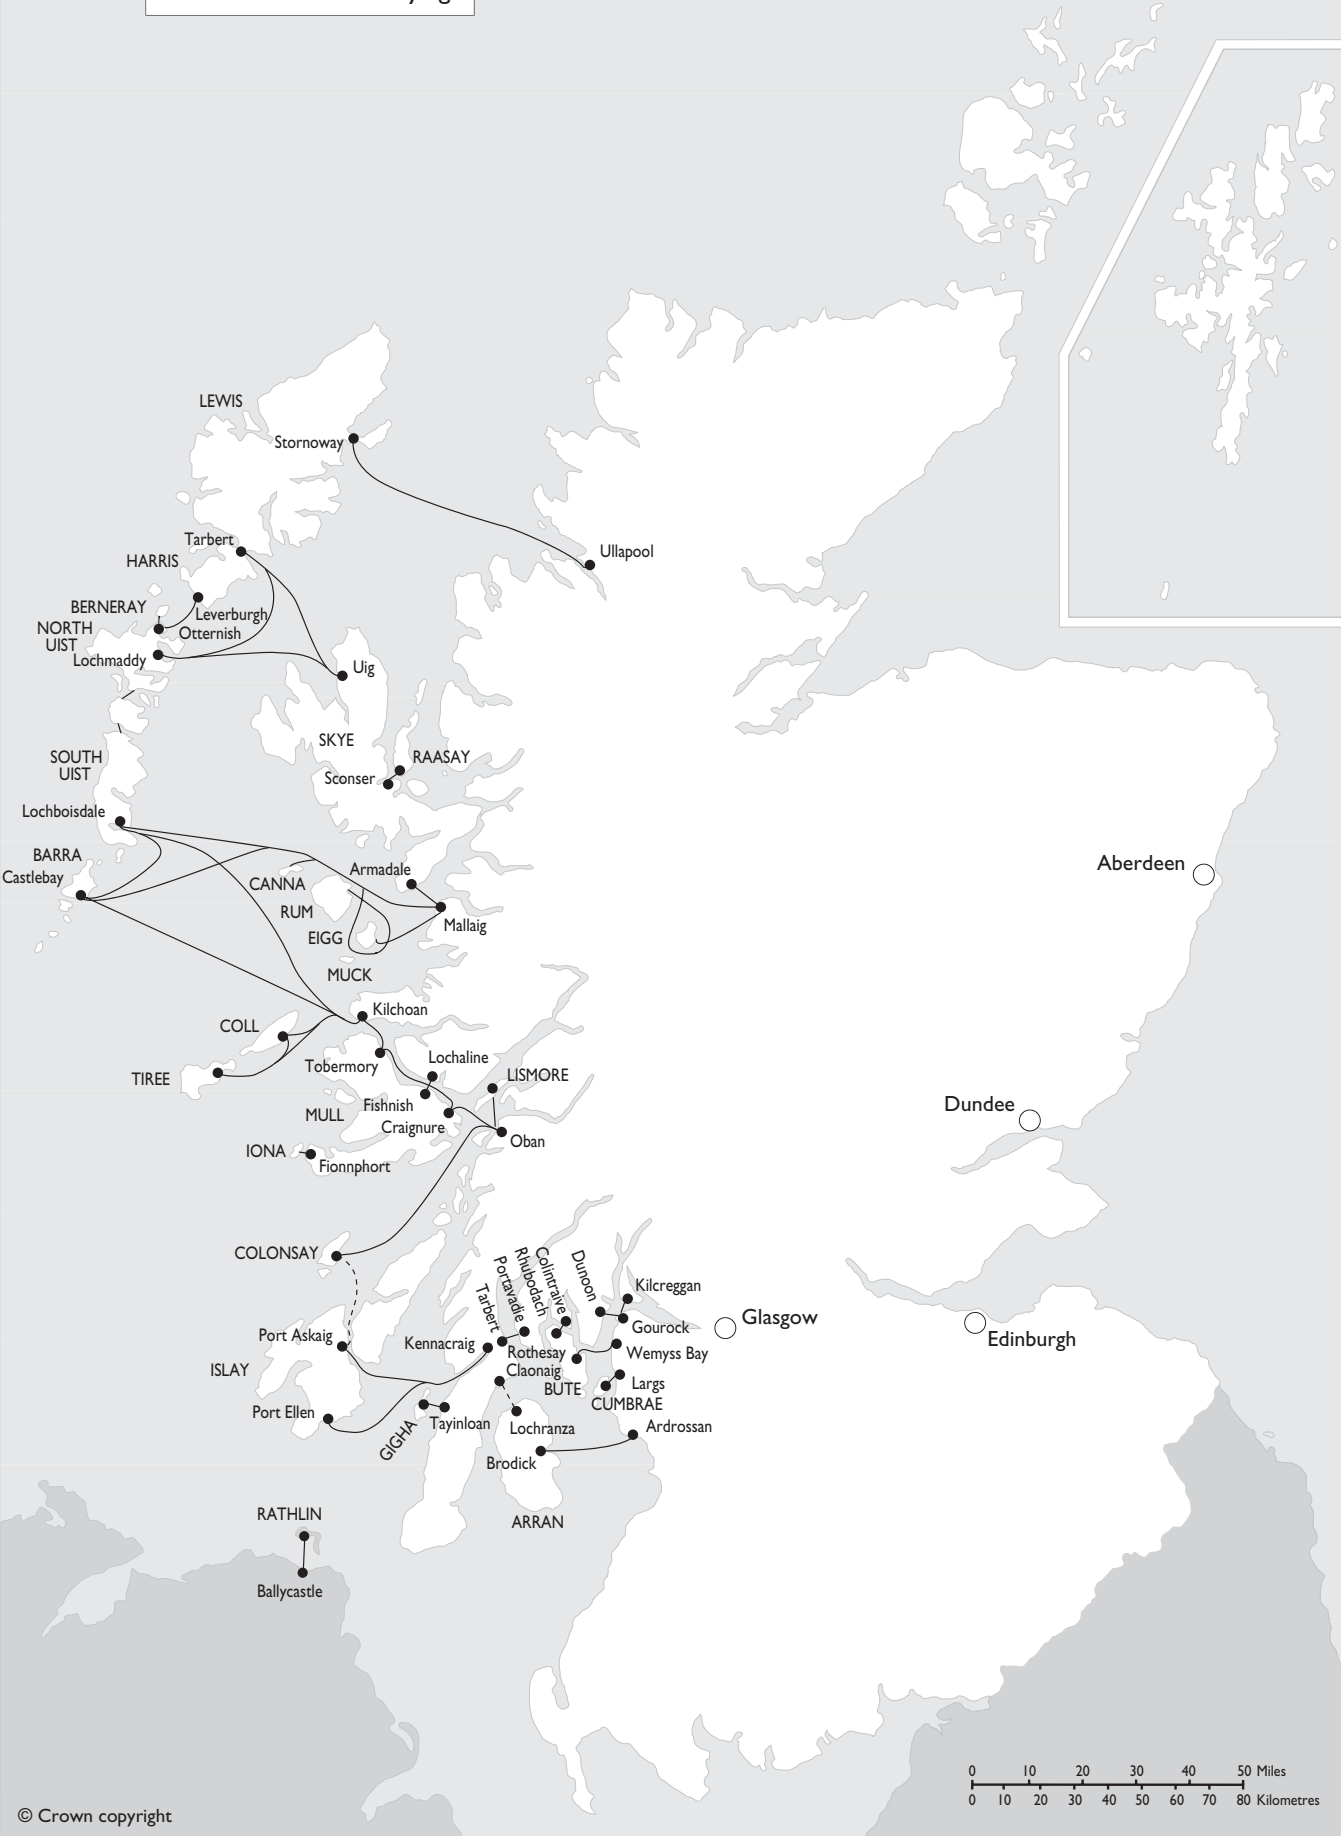 LEWIS
Stornoway
Tarbert
Ullapool
HARRIS
BERNERAY
Leverburgh
NORTH
UIST
Otternish
Lochmaddy
Uig
SKYE
SOUTH
UIST
RAASAY
Sconser
Lochboisdale
BARRA
Castlebay
Armadale
CANNA
RUM
Mallaig
EIGG
MUCK
Aberdeen
Kilchoan
COLL
Tobermory
Lochaline
TIREE
LISMORE
Fishnish
MULL
Craignure
Oban
IONA
Fionnphort
Dundee
COLONSAY
Tarbert
Portavadie
Rhubodach
Colintraive
Dunoon
Kilcreggan
Gourock
Glasgow
Edinburgh
Port Askaig
Kennacraig
Rothesay
Wemyss Bay
ISLAY
Claonaig
BUTE
Largs
CUMBRAE
Port Ellen
GIGHA
Tayinloan
Lochranza
Ardrossan
Brodick
ARRAN
RATHLIN
Ballycastle
0 10 20 30 40 50 Miles
0 10 20 30 40 50 60 70 80 Kilometres
© Crown copyright